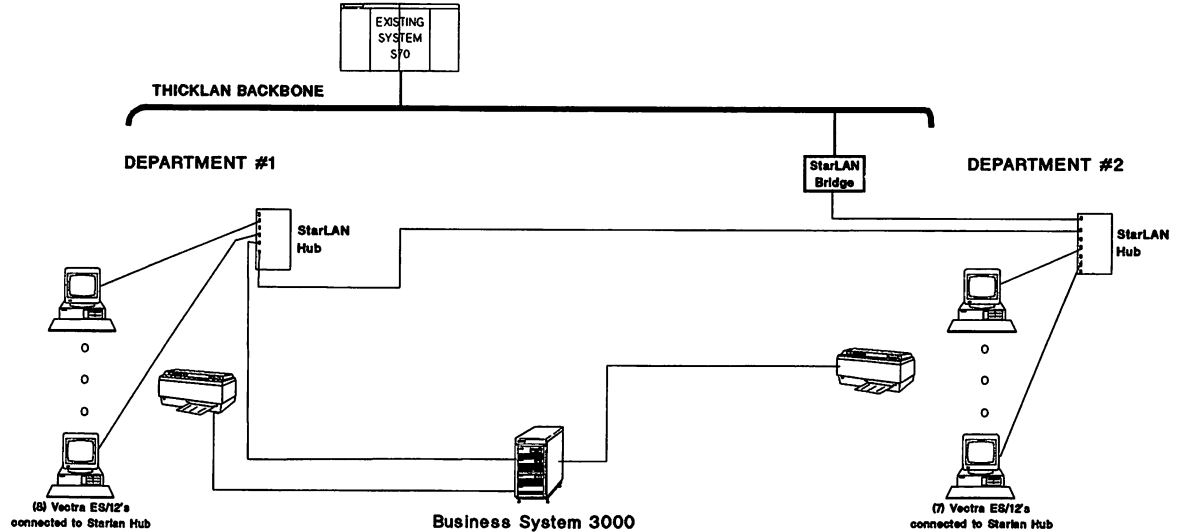 EXISTING
SYSTEM
S70
THICKLAN BACKBONE
DEPARTMENT #1
StarLAN
Bridge
DEPARTMENT #2
StarLAN
Hub
StarLAN
Hub
(8) Vectra ES/12's
connected to Starlan Hub
Business System 3000
(7) Vectra ES/12's
connected to Starlan Hub